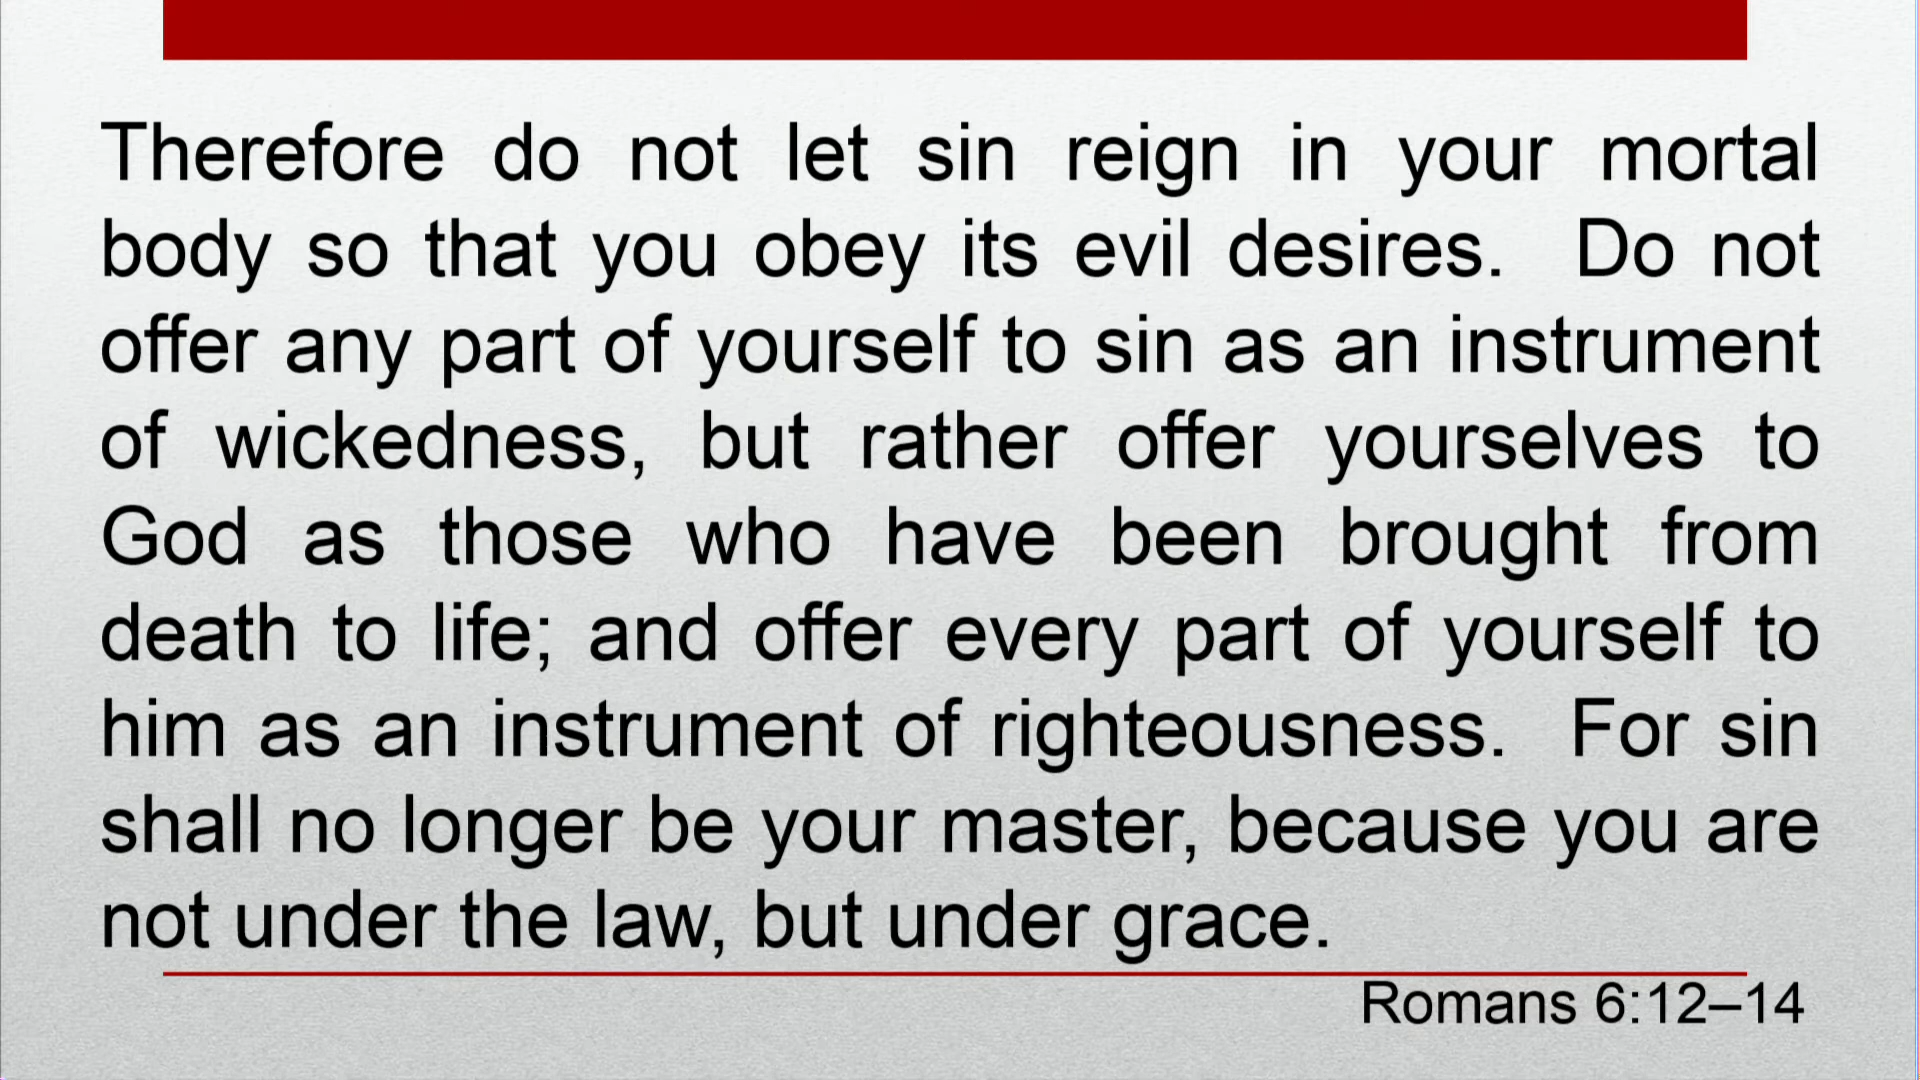 Therefore do not let sin reign in your mortal
body so that you obey its evil desires.  Do not
offer any part of yourself to sin as an instrument
of wickedness, but rather offer yourselves to
God as those who have been brought from
death to life; and offer every part of yourself to
him as an instrument of righteousness.  For sin
shall no longer be your master, because you are
not under the law, but under grace.
Romans 6:12–14